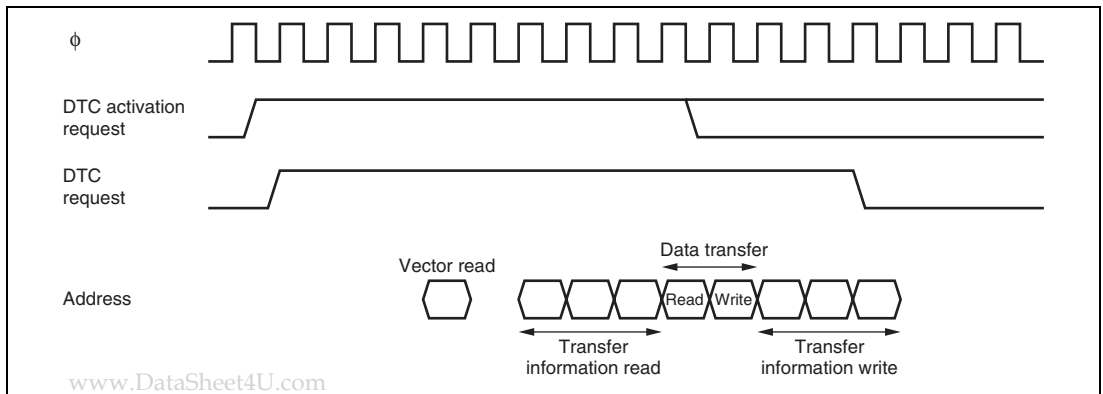 ϕ
DTC activation
request
DTC
request
Data transfer
Vector read
Address
Read Write
Transfer
information read
Transfer
information write
www.DataSheet4U.com